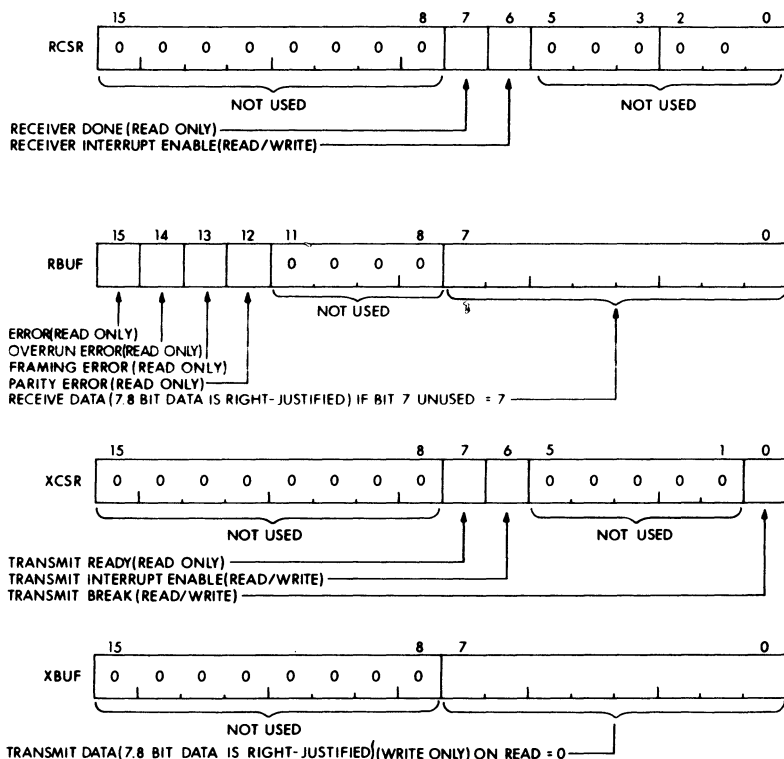 15 8 7 6 5 3 2 0
RCSR 0 0 0 0 0 0 0 0 0 0 0 0 0
NOT USED NOT USED
RECEIVER DONE (READ ONLY)
RECEIVER INTERRUPT ENABLE(READ/WRITE)
15 14 13 12 11 8 7 0
RBUF 0 0 0 0
NOT USED
ERROR(READ ONLY)
OVERRUN ERROR(READ ONLY)
FRAMING ERROR (READ ONLY)
PARITY ERROR (READ ONLY)
RECEIVE DATA (7.8 BIT DATA IS RIGHT-JUSTIFIED) IF BIT 7 UNUSED = 7
15 8 7 6 5 1 0
XCSR 0 0 0 0 0 0 0 0 0 0 0 0 0
NOT USED NOT USED
TRANSMIT READY(READ ONLY)
TRANSMIT INTERRUPT ENABLE(READ/WRITE)
TRANSMIT BREAK (READ/WRITE)
15 8 7 0
XBUF 0 0 0 0 0 0 0 0
NOT USED
TRANSMIT DATA(7.8 BIT DATA IS RIGHT-JUSTIFIED)(WRITE ONLY) ON READ = 0